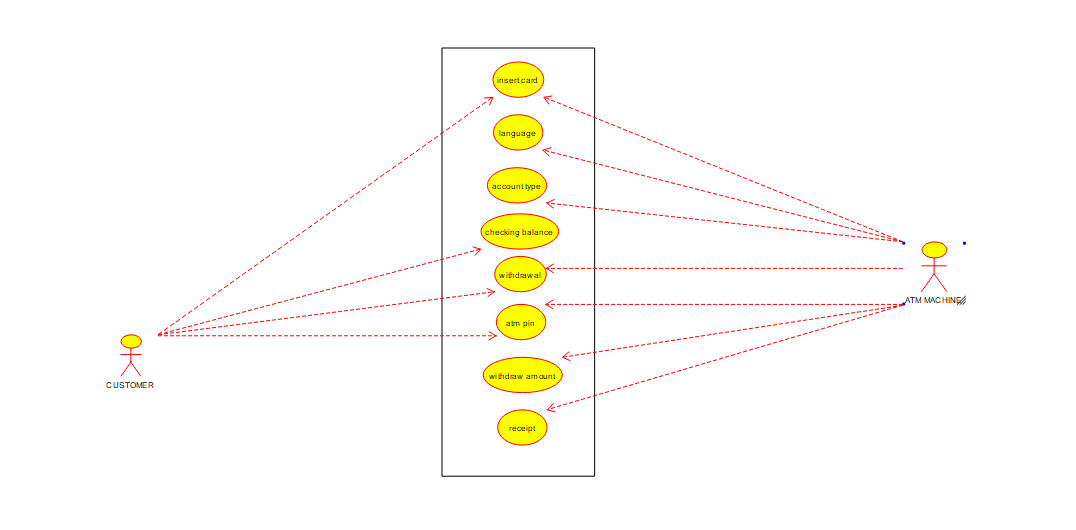 insert card
language
account type
checking balance
withdrawal
atm pin
withdraw amount
receipt
CUSTOMER
ATM MACHINE